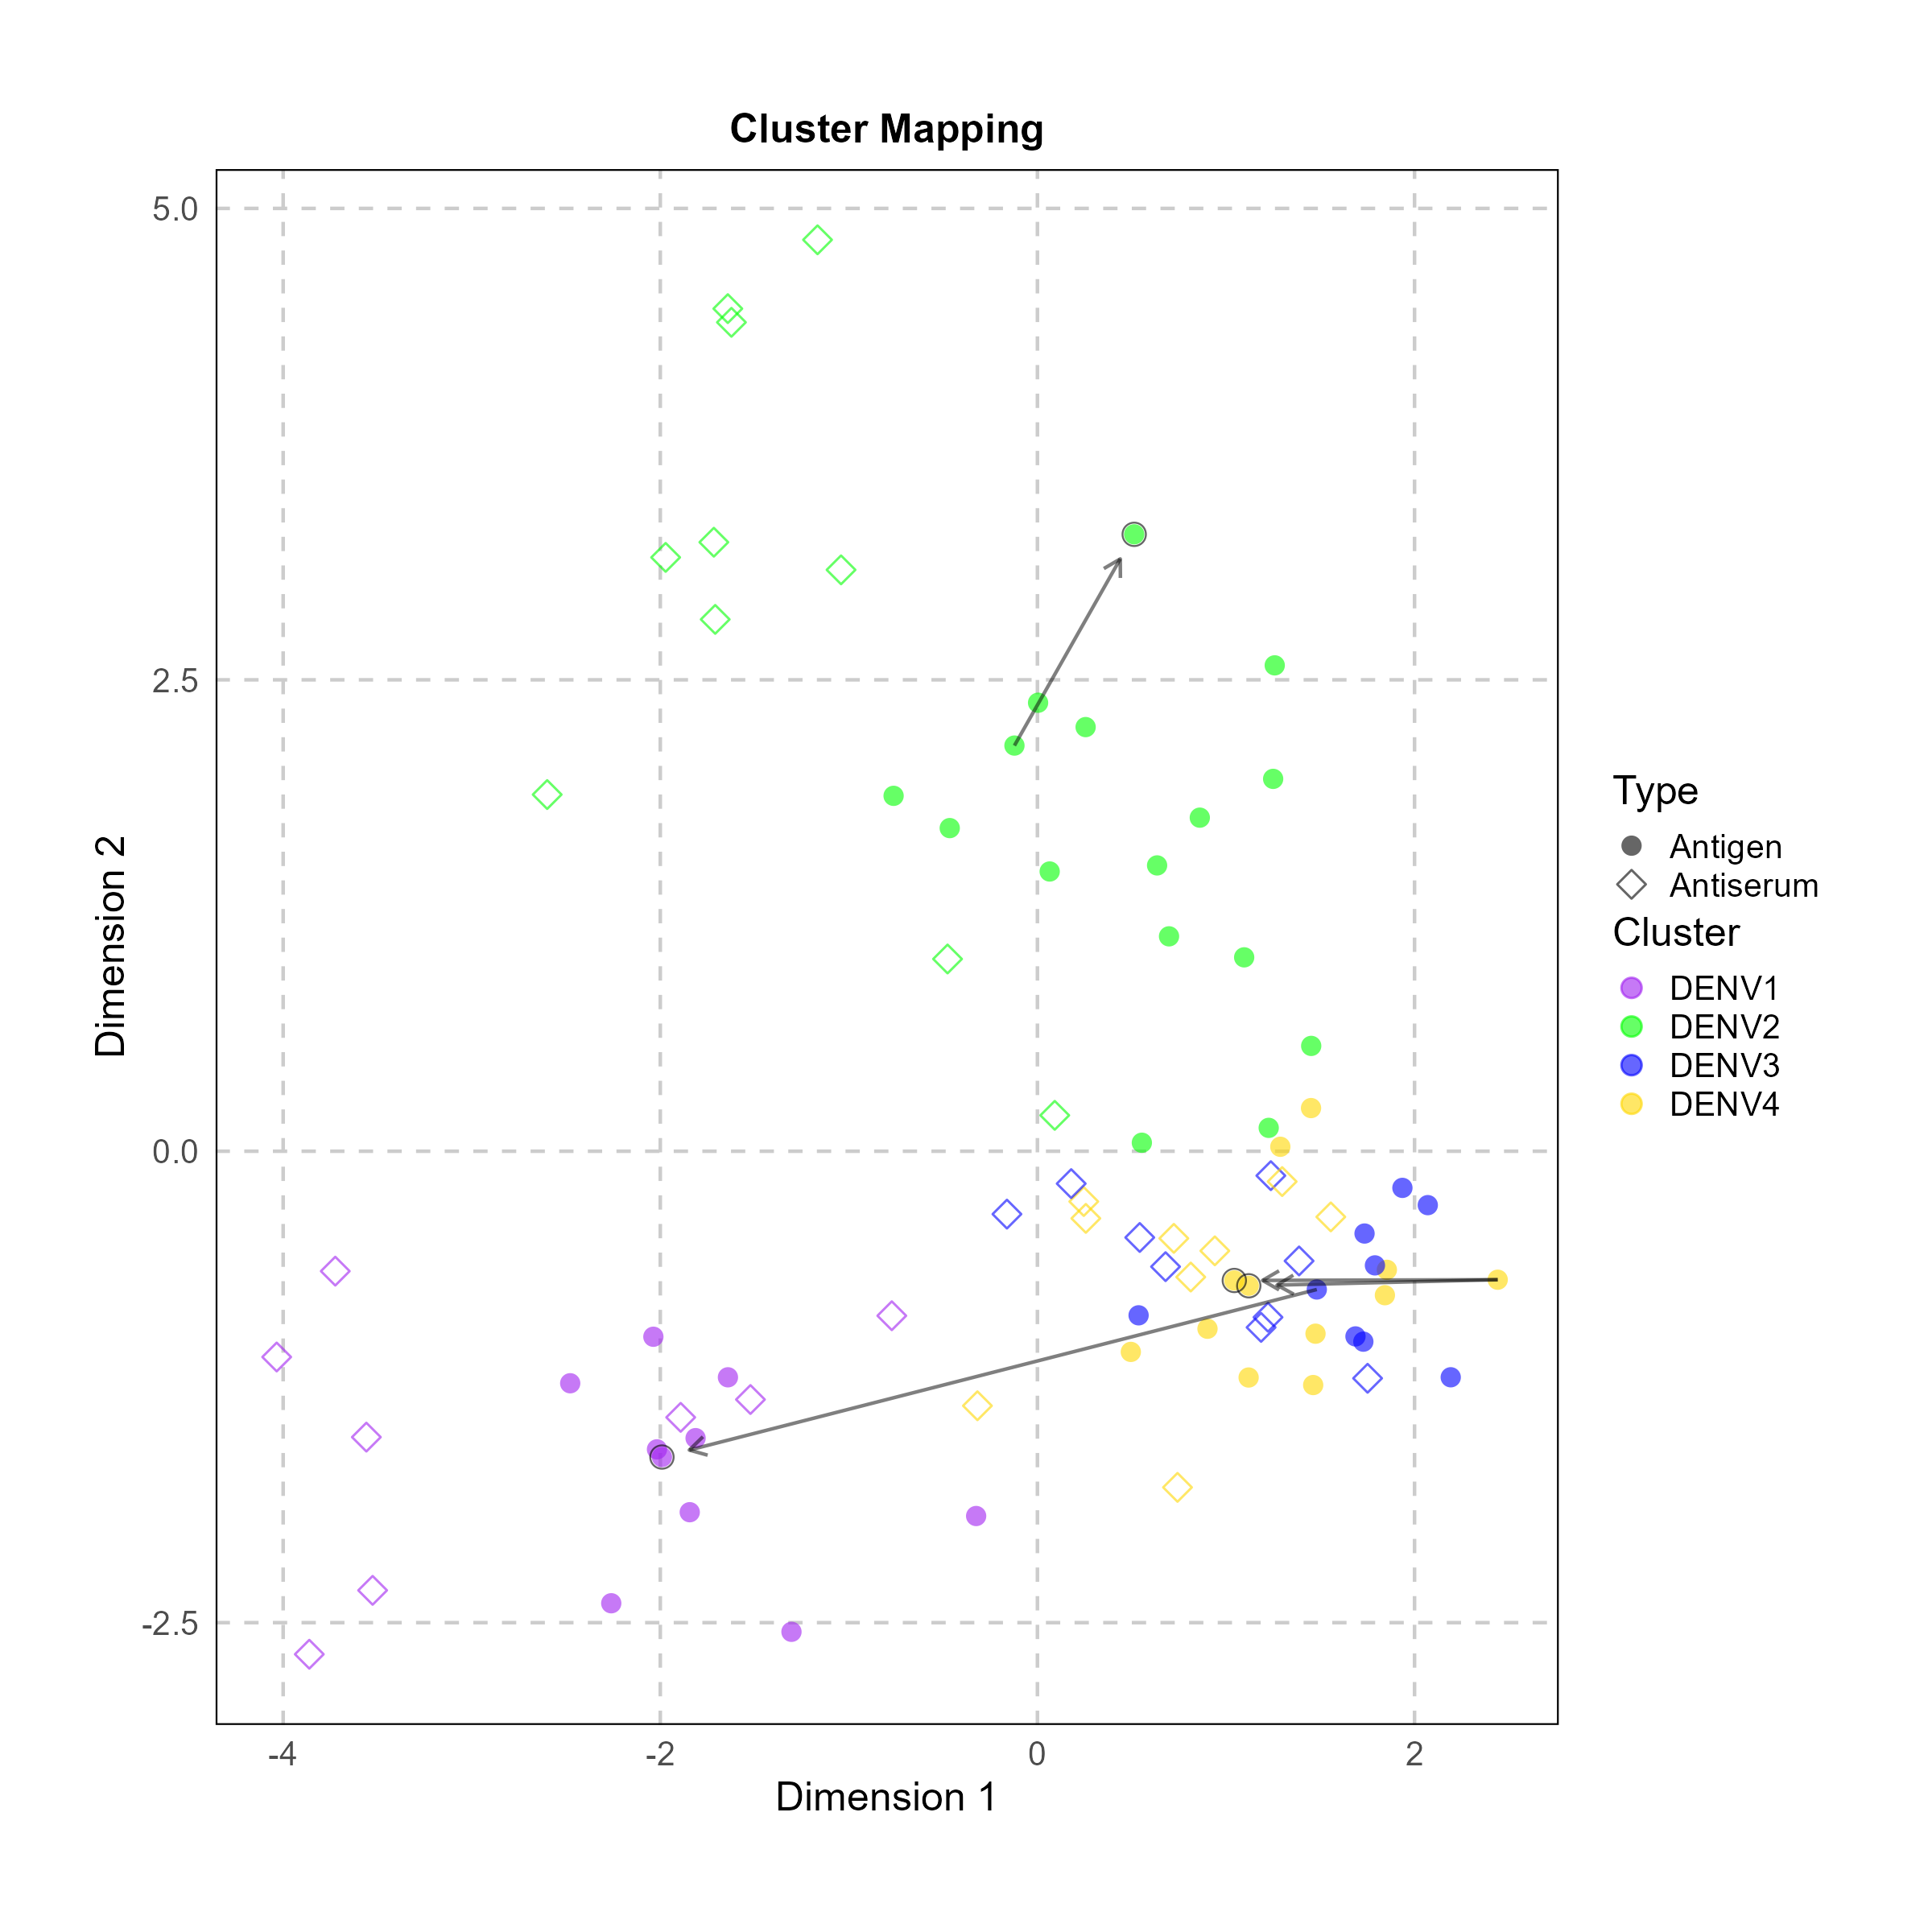 Cluster Mapping
5.0
2.5
0.0
-2.5
Dimension 2
-4
-2
0
2
Dimension 1
Type
Antigen
Antiserum
Cluster
DENV1
DENV2
DENV3
DENV4